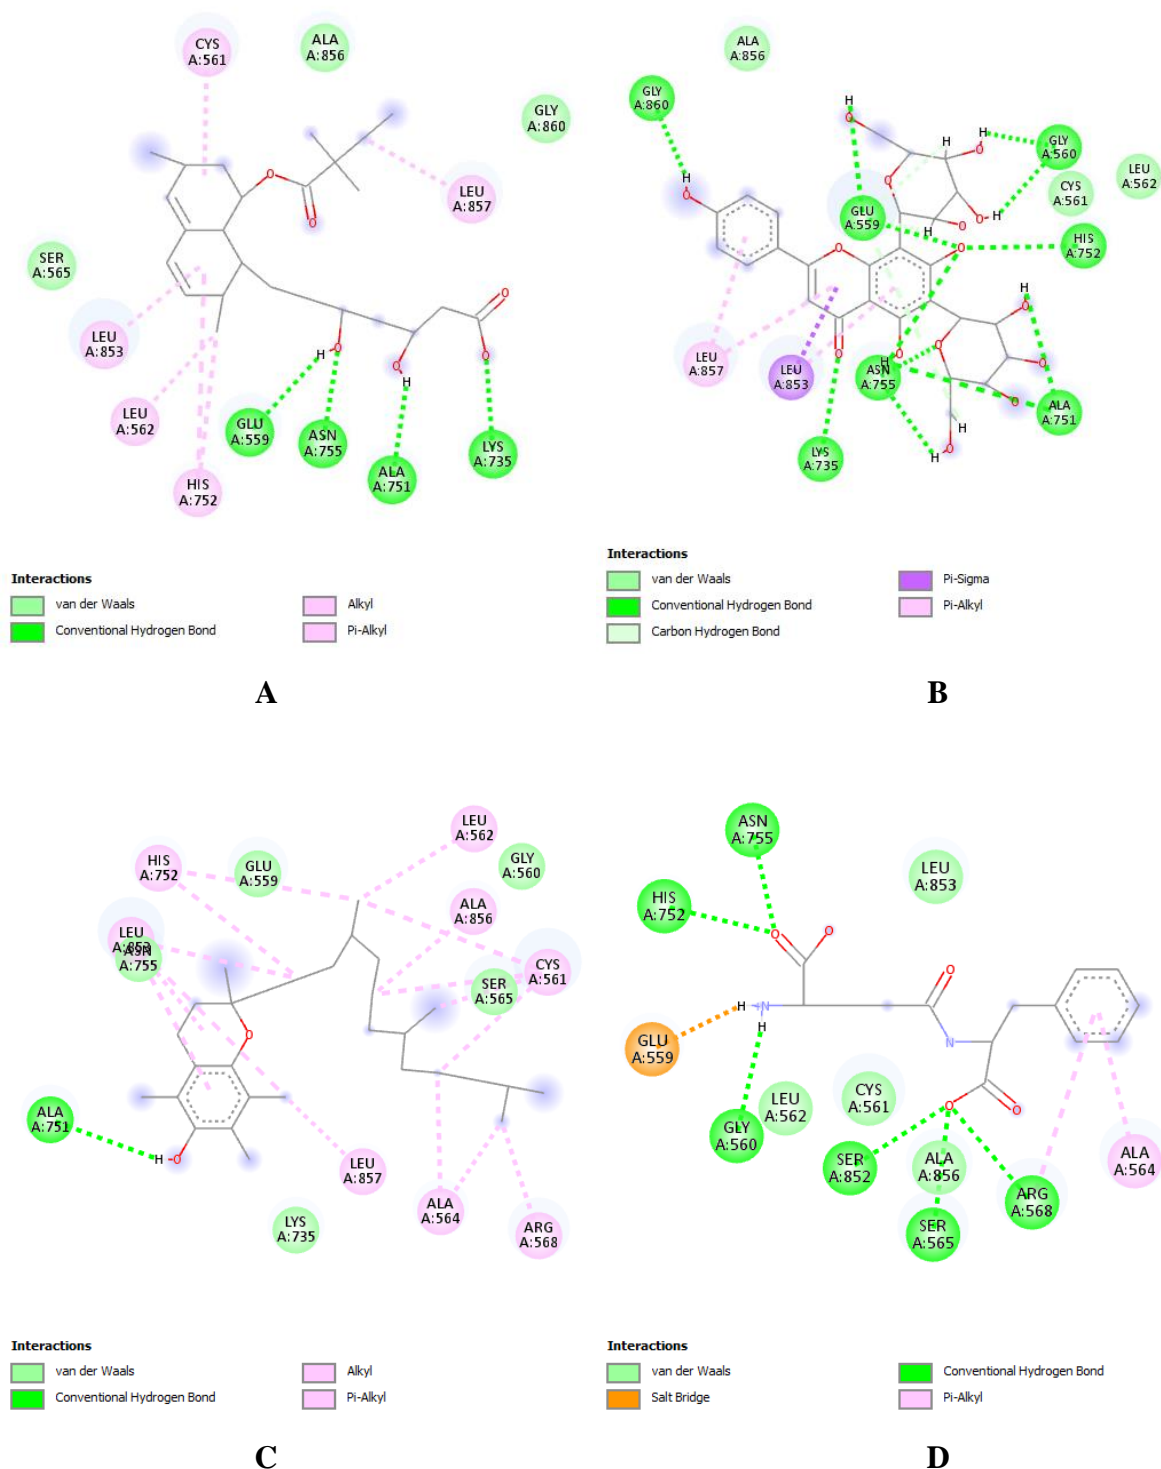 CYS
A:561
ALA
A:856
GLY
A:860
LEU
A:857
SER
A:565
LEU
A:853
LEU
A:562
HIS
A:752
GLU
A:559
ASN
A:755
ALA
A:751
LYS
A:735
O
O
O
H
O
O
H
O
O
Interactions
van der Waals
Conventional Hydrogen Bond
Alkyl
Pi-Alkyl
A
ALA
A:856
GLY
A:860
GLY
A:560
LEU
A:562
CYS
A:561
GLU
A:559
HIS
A:752
LEU
A:857
LEU
A:853
ASN
A:755
ALA
A:751
LYS
A:735
H
O
H
O
H
H
O
O
H
O
H
O
O
O
O
O
H
O
H
O
O
O
H
H
O
Interactions
van der Waals
Conventional Hydrogen Bond
Carbon Hydrogen Bond
Pi-Sigma
Pi-Alkyl
B
LEU
A:562
HIS
A:752
GLU
A:559
GLY
A:560
ALA
A:856
LEU
A:853
ASN
A:755
CYS
A:561
SER
A:565
ALA
A:751
LEU
A:857
ALA
A:564
LYS
A:735
ARG
A:568
O
H
O
Interactions
van der Waals
Conventional Hydrogen Bond
Alkyl
Pi-Alkyl
C
ASN
A:755
LEU
A:853
HIS
A:752
GLU
A:559
LEU
A:562
CYS
A:561
GLY
A:560
SER
A:852
ALA
A:856
ARG
A:568
ALA
A:564
SER
A:565
O
O
O
H
N
H
N
O
O
Interactions
van der Waals
Salt Bridge
Conventional Hydrogen Bond
Pi-Alkyl
D